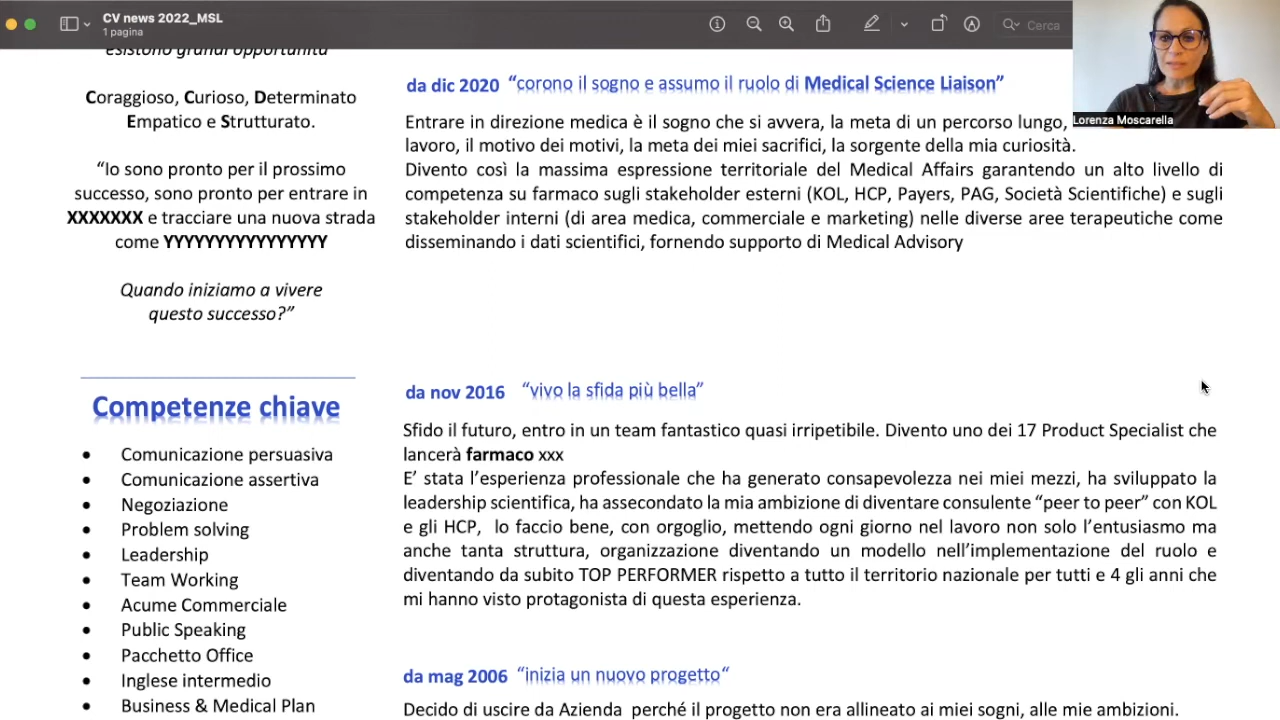 CV news 2022_MSL
1 pagina
Cerca
Lorenza Moscarella
esistono grandi opportunità
Coraggioso, Curioso, Determinato
Empatico e Strutturato.
“Io sono pronto per il prossimo
successo, sono pronto per entrare in
XXXXXXX e tracciare una nuova strada
come YYYYYYYYYYYYYYYY
Quando iniziamo a vivere
questo successo?”
Competenze chiave
• Comunicazione persuasiva
• Comunicazione assertiva
• Negoziazione
• Problem solving
• Leadership
• Team Working
• Acume Commerciale
• Public Speaking
• Pacchetto Office
• Inglese intermedio
• Business & Medical Plan
da dic 2020 “corono il sogno e assumo il ruolo di Medical Science Liaison”
Entrare in direzione medica è il sogno che si avvera, la meta di un percorso lungo,
lavoro, il motivo dei motivi, la meta dei miei sacrifici, la sorgente della mia curiosità.
Divento così la massima espressione territoriale del Medical Affairs garantendo un alto livello di
competenza su farmaco sugli stakeholder esterni (KOL, HCP, Payers, PAG, Società Scientifiche) e sugli
stakeholder interni (di area medica, commerciale e marketing) nelle diverse aree terapeutiche come
disseminando i dati scientifici, fornendo supporto di Medical Advisory
da nov 2016 “vivo la sfida più bella”
Sfido il futuro, entro in un team fantastico quasi irripetibile. Divento uno dei 17 Product Specialist che
lancerà farmaco xxx
E’ stata l’esperienza professionale che ha generato consapevolezza nei miei mezzi, ha sviluppato la
leadership scientifica, ha assecondato la mia ambizione di diventare consulente “peer to peer” con KOL
e gli HCP, lo faccio bene, con orgoglio, mettendo ogni giorno nel lavoro non solo l’entusiasmo ma
anche tanta struttura, organizzazione diventando un modello nell’implementazione del ruolo e
diventando da subito TOP PERFORMER rispetto a tutto il territorio nazionale per tutti e 4 gli anni che
mi hanno visto protagonista di questa esperienza.
da mag 2006 “inizia un nuovo progetto“
Decido di uscire da Azienda perché il progetto non era allineato ai miei sogni, alle mie ambizioni.